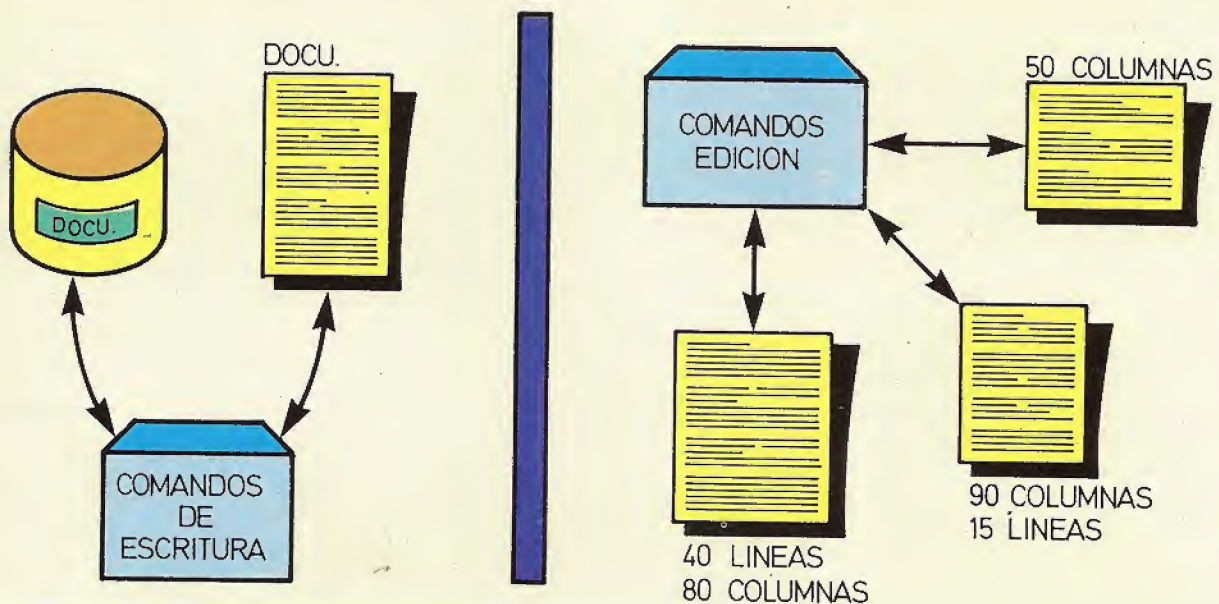 DOCU.
DOCU.
COMANDOS
DE
ESCRITURA
COMANDOS
EDICION
50 COLUMNAS
40 LINEAS
80 COLUMNAS
90 COLUMNAS
15 LINEAS